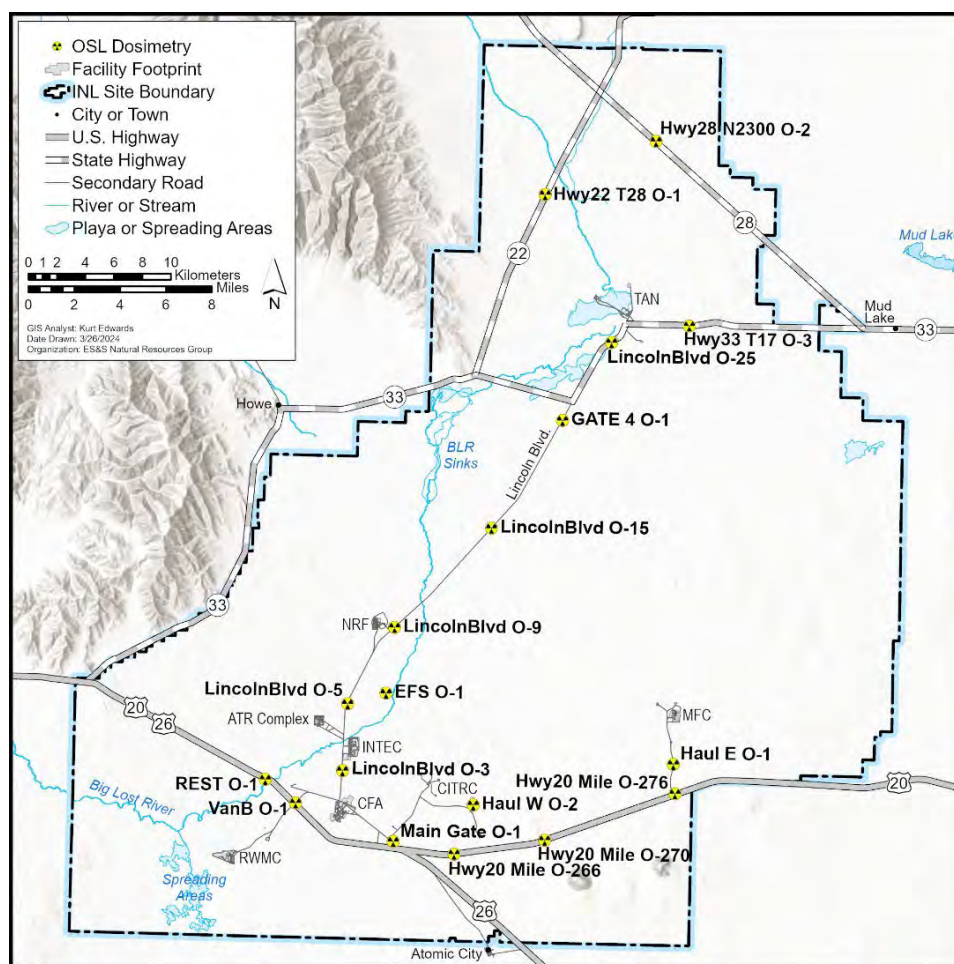 OSL Dosimetry
Facility Footprint
INL Site Boundary
City or Town
U.S. Highway
State Highway
Secondary Road
River or Stream
Playa or Spreading Areas
0 2 4 6 8 10
Kilometers
Miles
0 2 4 6 8
N
GIS Analyst: Kurt Edwards
Date Drawn: 3/26/2024
Organization: ES&S Natural Resources Group
Hwy28 N2300 O-2
Hwy22 T28 O-1
28
22
Mud Lake
TAN
Mud
Lake
33
Hwy33 T17 O-3
LincolnBlvd O-25
33
Howe
GATE 4 O-1
BLR
Sinks
Lincoln Blvd.
LincolnBlvd O-15
33
NRF
LincolnBlvd O-9
LincolnBlvd O-5
EFS O-1
20
26
ATR Complex
MFC
INTEC
Haul E O-1
LincolnBlvd O-3
REST O-1
Hwy20 Mile O-276
20
Big Lost River
CITRC
VanB O-1
CFA
Haul W O-2
Main Gate O-1
Hwy20 Mile O-270
RWMC
Hwy20 Mile
O-266
Spreading
Areas
26
Atomic City